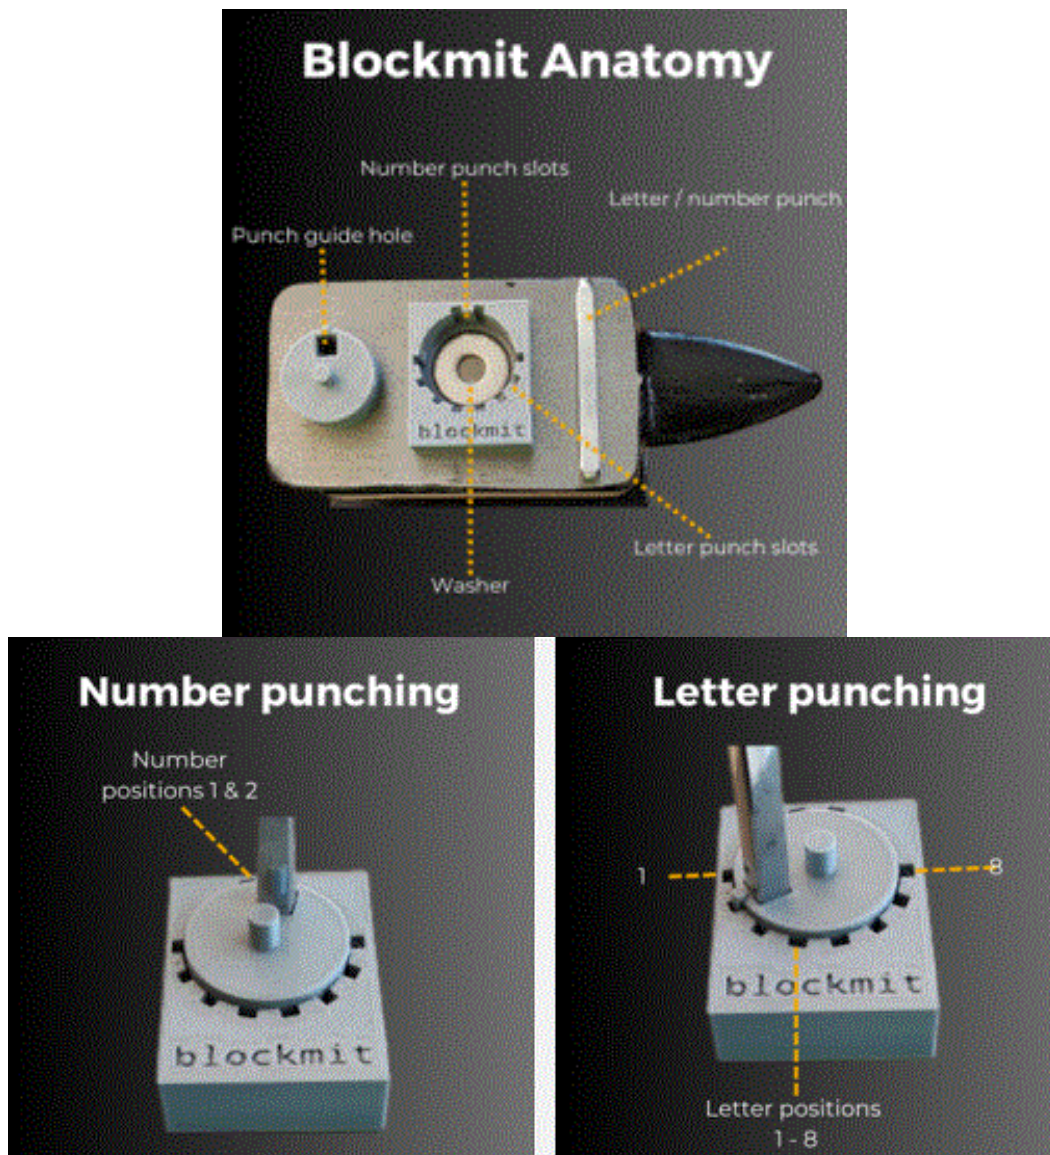 Blockmit Anatomy
Number punch slots
Letter / number punch
Punch guide hole
blockmit
Letter punch slots
Washer
Number punching
Number
positions 1 & 2
blockmit
Letter punching
1
8
blockmit
Letter positions
1 - 8